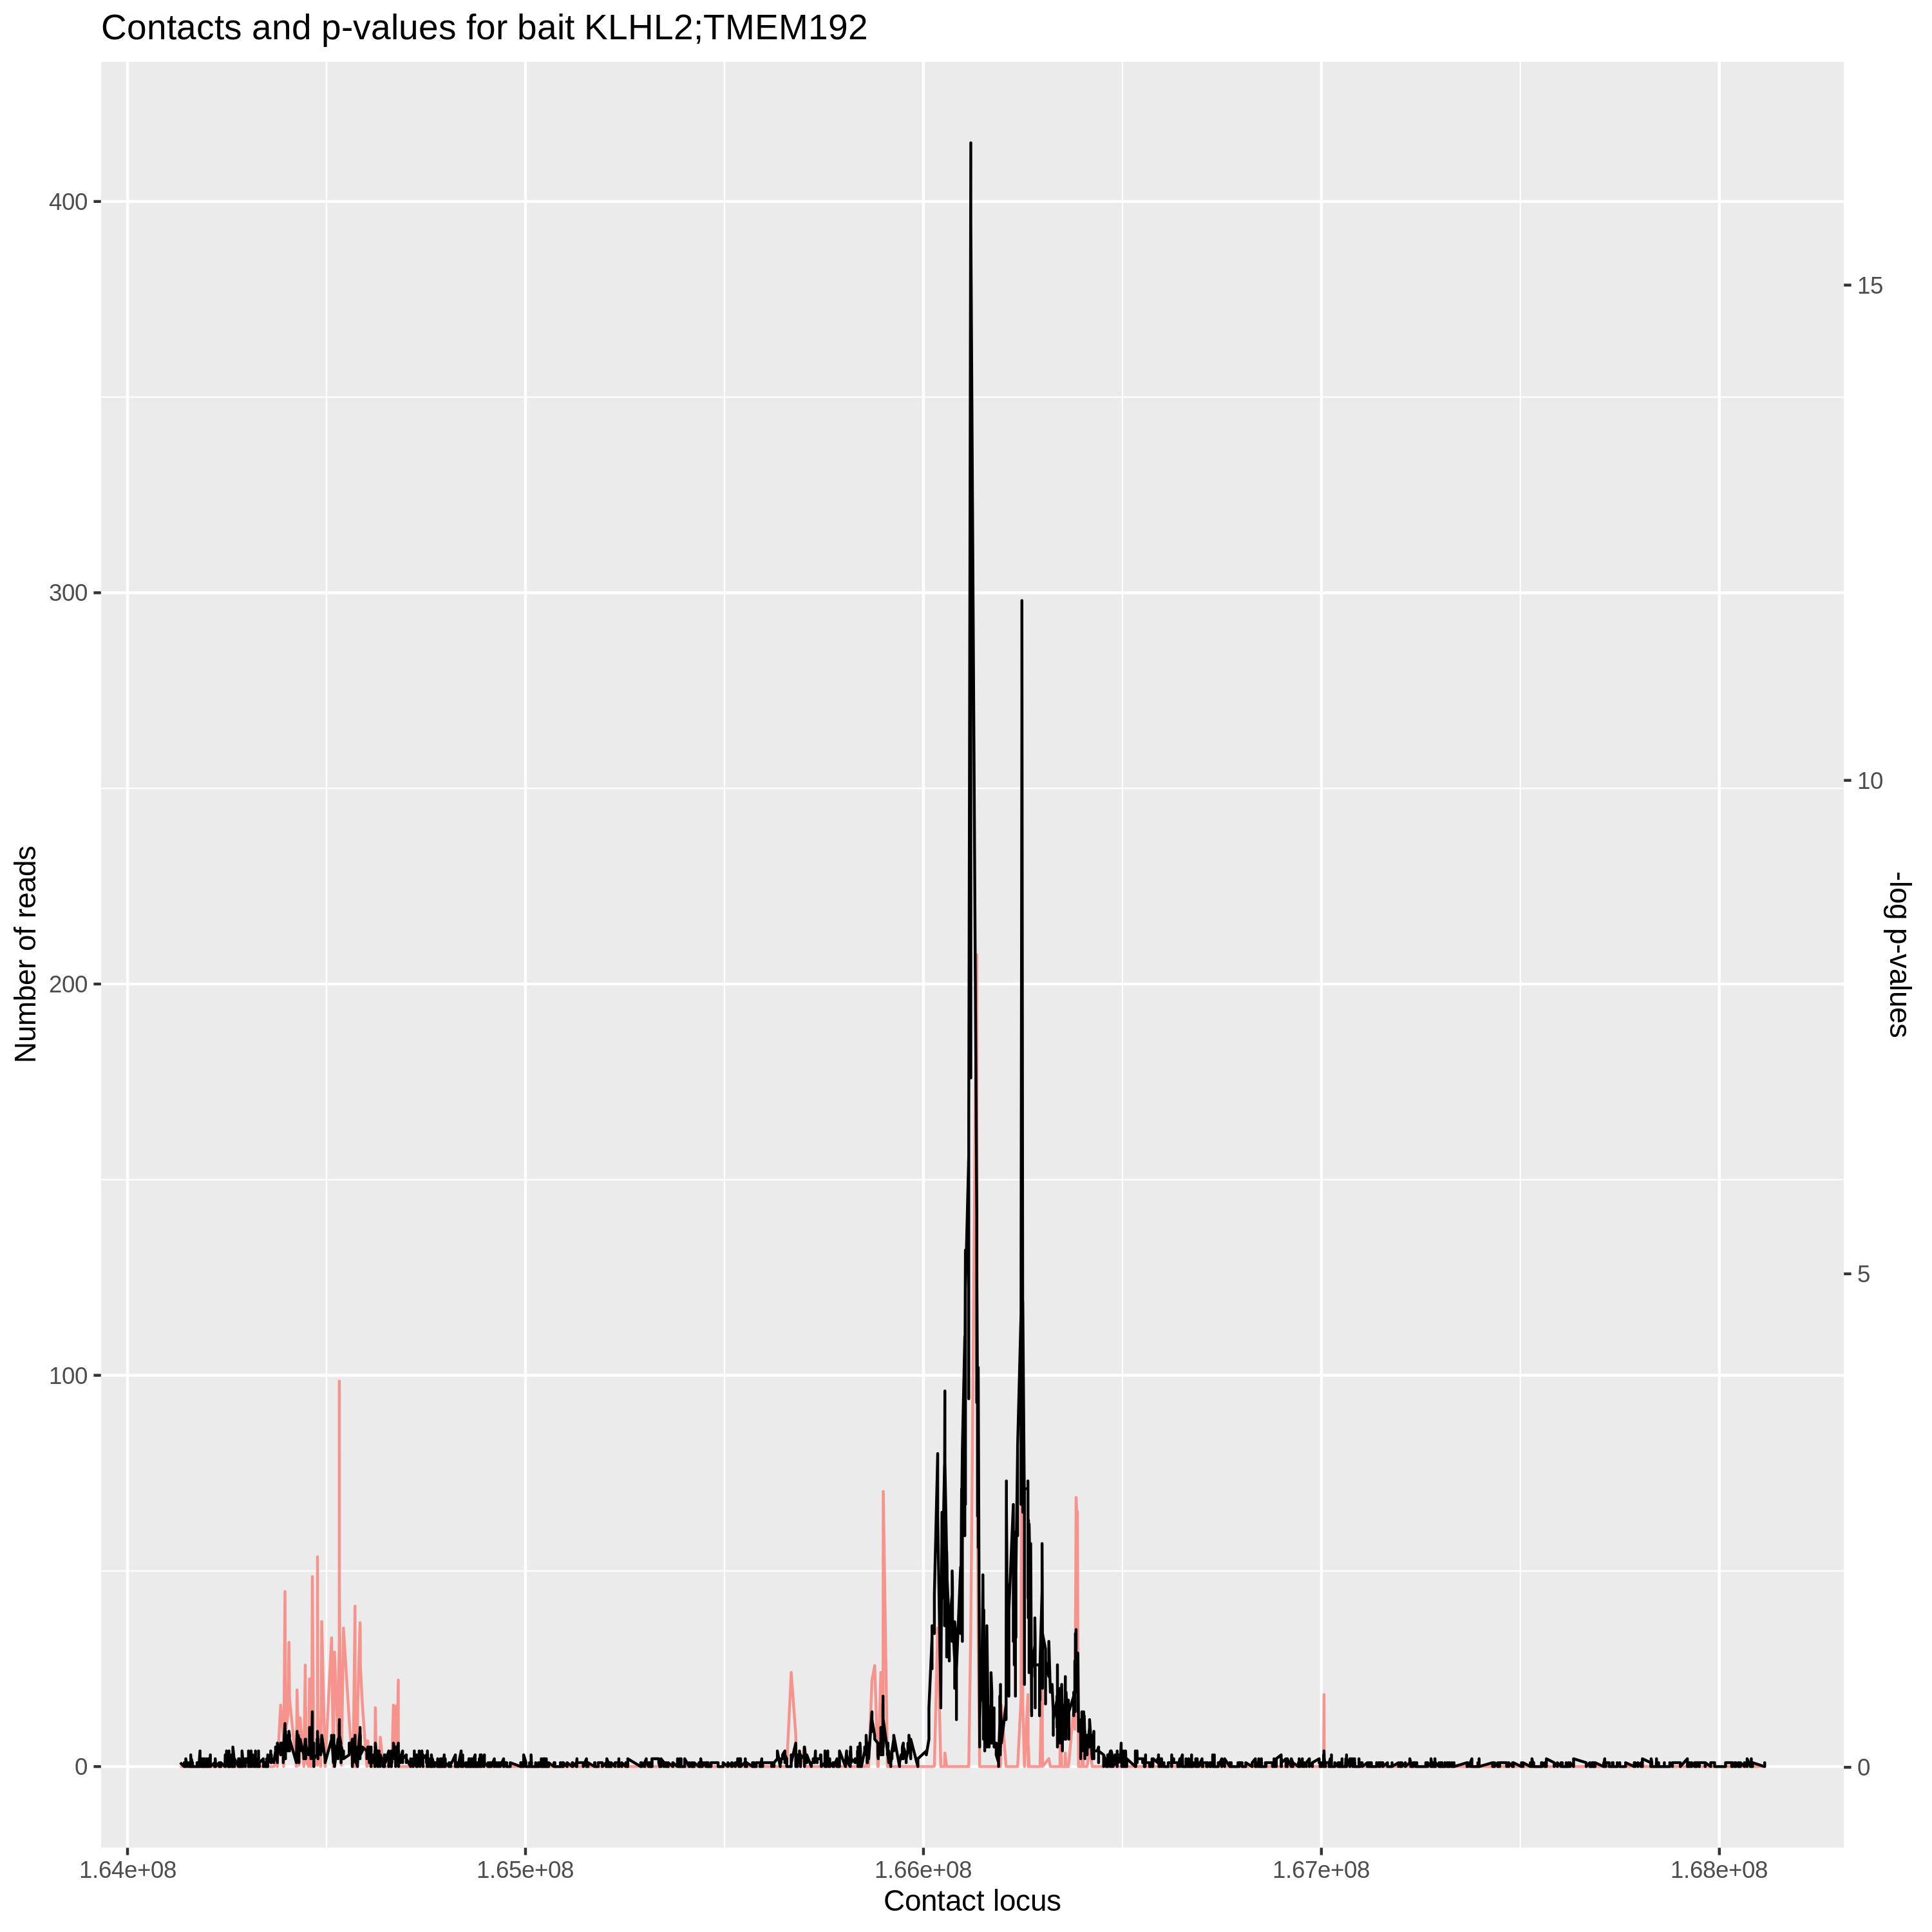 Contacts and p-values for bait KLHL2;TMEM192
Number of reads
400
300
200
100
0
15
10
5
0
-log p-values
1.64e+08
1.65e+08
1.66e+08
1.67e+08
1.68e+08
Contact locus